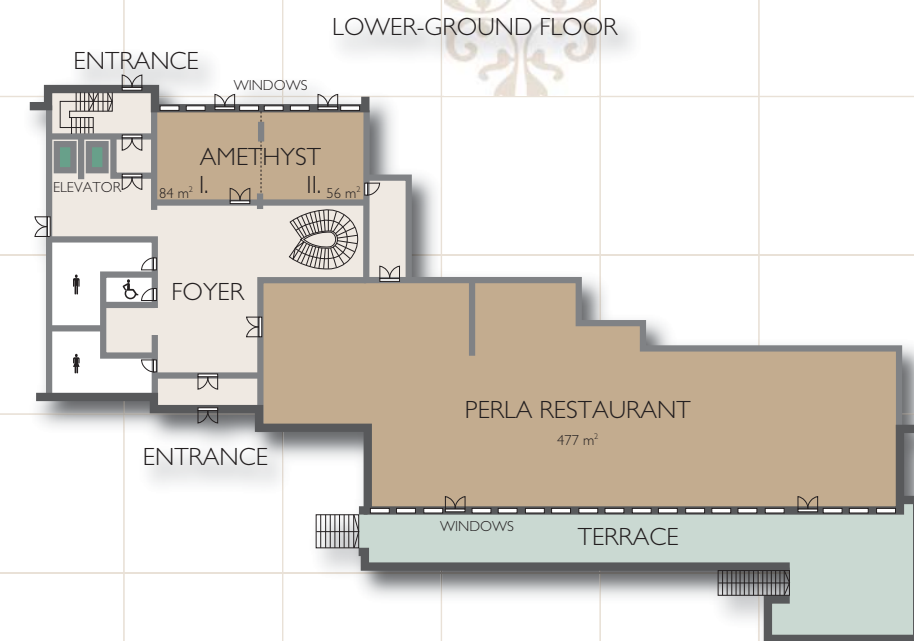 LOWER-GROUND FLOOR
ENTRANCE
WINDOWS
AMETHYST
84 m² I.
II. 56 m²
ELEVATOR
FOYER
PERLA RESTAURANT
477 m²
ENTRANCE
WINDOWS
TERRACE